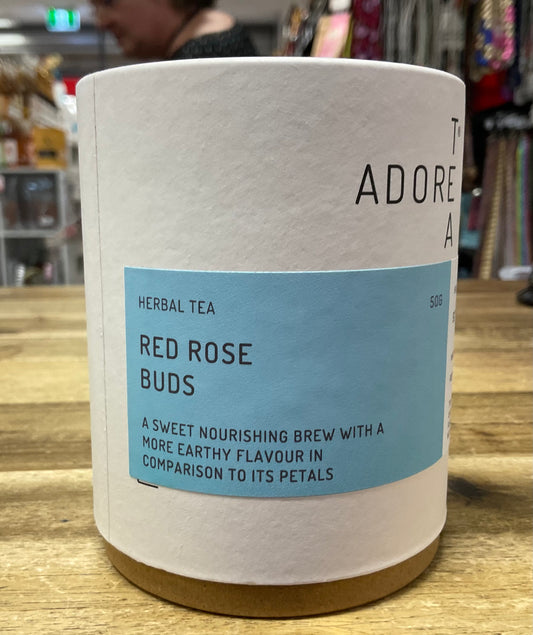 T
ADORE
A
HERBAL TEA
50G
RED ROSE
BUDS
A SWEET NOURISHING BREW WITH A
MORE EARTHY FLAVOUR IN
COMPARISON TO ITS PETALS